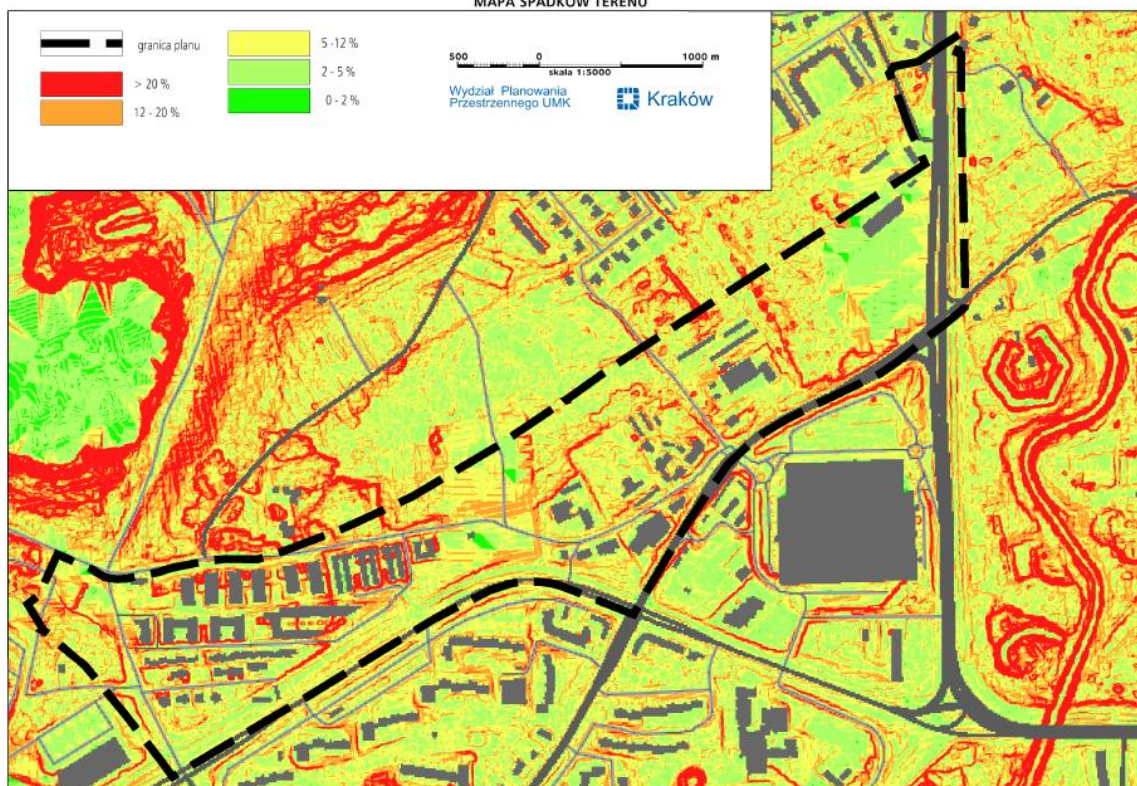 MAPA SPADKÓW TERENU
granica planu
> 20 %
12 - 20 %
5 -12 %
2 - 5 %
0 - 2 %
500 0 1000 m
skala 1:5000
Wydział Planowania
Przestrzennego UMK
Kraków